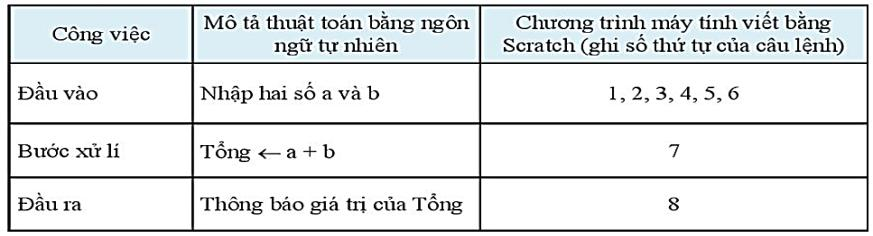 Công việc
Mô tả thuật toán bằng ngôn
ngữ tự nhiên
Chương trình máy tính viết bằng
Scratch (ghi số thứ tự của câu lệnh)
Đầu vào
Nhập hai số a và b
1, 2, 3, 4, 5, 6
Bước xử lí
Tổng ← a + b
7
Đầu ra
Thông báo giá trị của Tổng
8